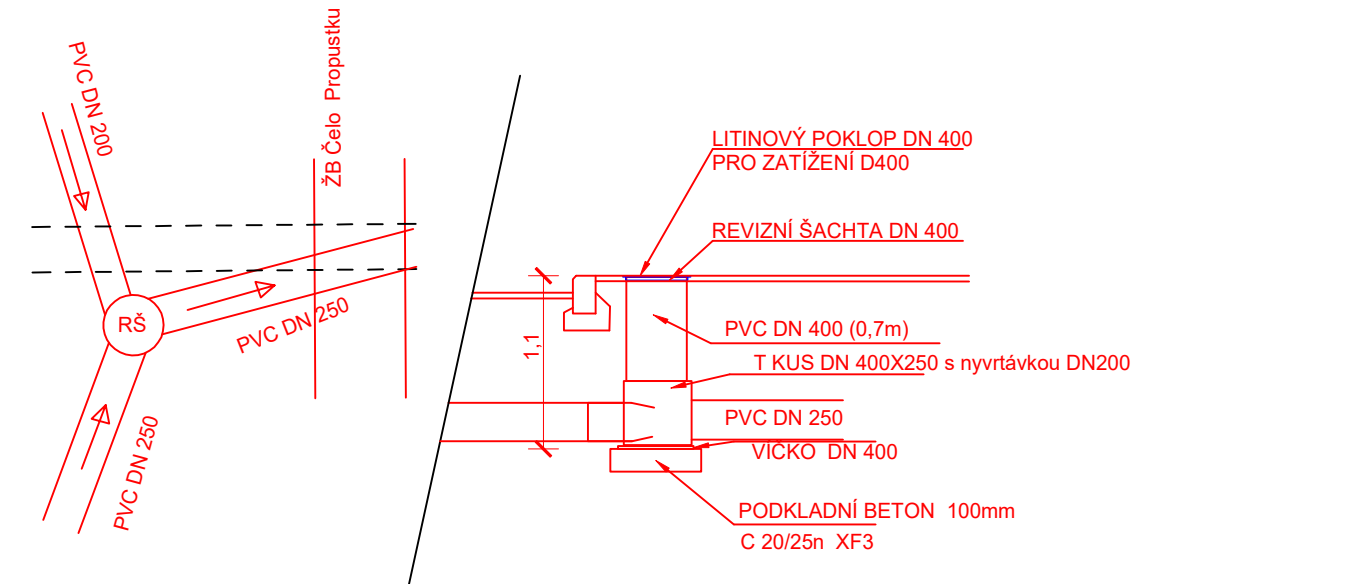 PVC DN 200
ŽB Čelo Propustku
RŠ
PVC DN 250
PVC DN 250
LITINOVÝ POKLOP DN 400
PRO ZATÍŽENÍ D400
REVIZNÍ ŠACHTA DN 400
1,1
PVC DN 400 (0,7m)
T KUS DN 400X250 s nyvrtávkou DN200
PVC DN 250
VÍČKO DN 400
PODKLADNÍ BETON 100mm
C 20/25n XF3